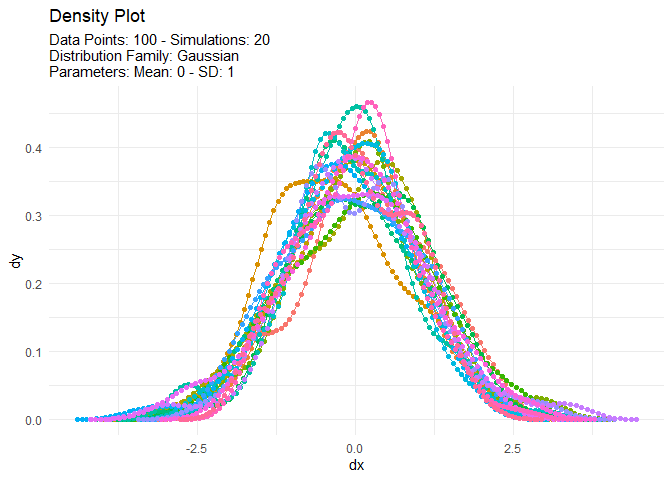 Density Plot
Data Points: 100 - Simulations: 20
Distribution Family: Gaussian
Parameters: Mean: 0 - SD: 1
dy
0.4
0.3
0.2
0.1
0.0
-2.5 0.0 2.5
dx